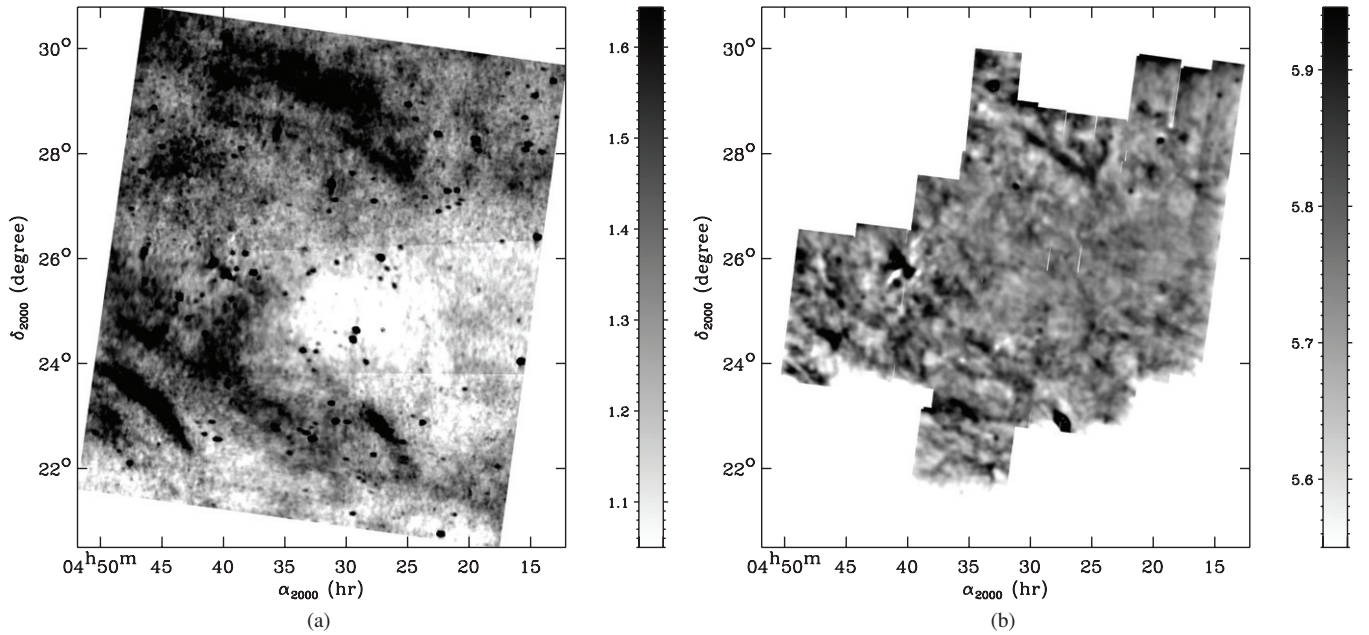 30° 28° 26° 24° 22°
δ2000 (degree)
04h50m 40 35 30 25 20 15
α2000 (hr)
1.6 1.5 1.4 1.3 1.2 1.1
(a)
30° 28° 26° 24° 22°
δ2000 (degree)
04h50m 40 35 30 25 20 15
α2000 (hr)
5.9 5.8 5.7 5.6
(b)